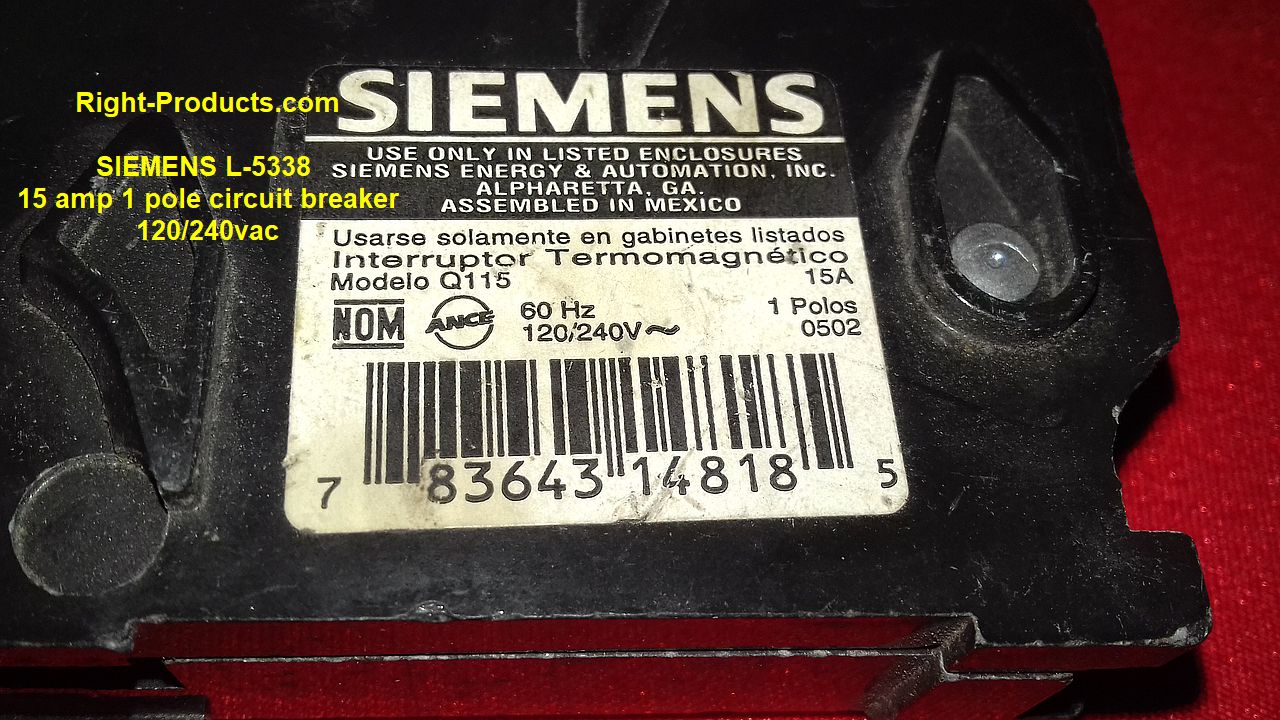 Right-Products.com
SIEMENS L-5338
15 amp 1 pole circuit breaker
120/240vac
SIEMENS
USE ONLY IN LISTED ENCLOSURES
SIEMENS ENERGY & AUTOMATION, INC.
ALPHARETTA, GA.
ASSEMBLED IN MEXICO
Usarse solamente en gabinetes listados
Interruptor Termomagnético
Modelo Q115 15A
NOM ANCE 60 Hz 1 Polos
120/240V~ 0502
7 83643 14818 5